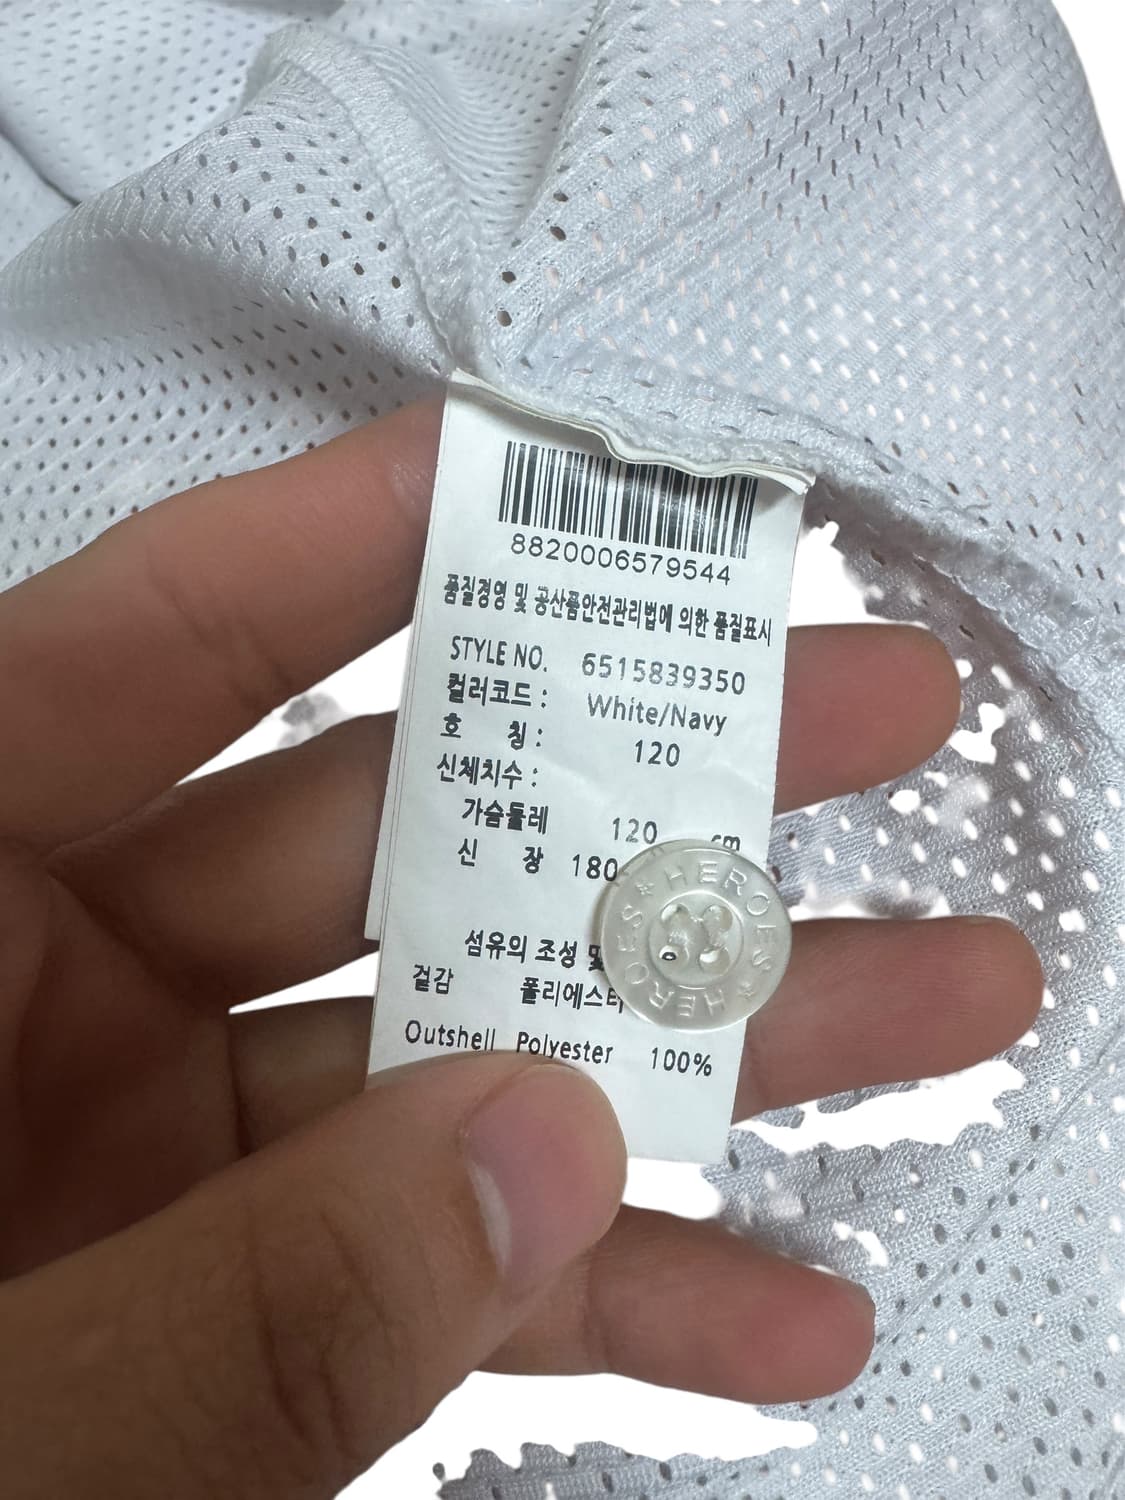 8820006579544
품질경영 및 공산품안전관리법에 의한 품질표시
STYLE NO. 6515839350
컬러코드 : White/Navy
호 칭 : 120
신체치수 :
가슴둘레 120 cm
신 장 180
섬유의 조성 및
겉감 폴리에스터
Outshell Polyester 100%
HEROES ★ HEROES ★